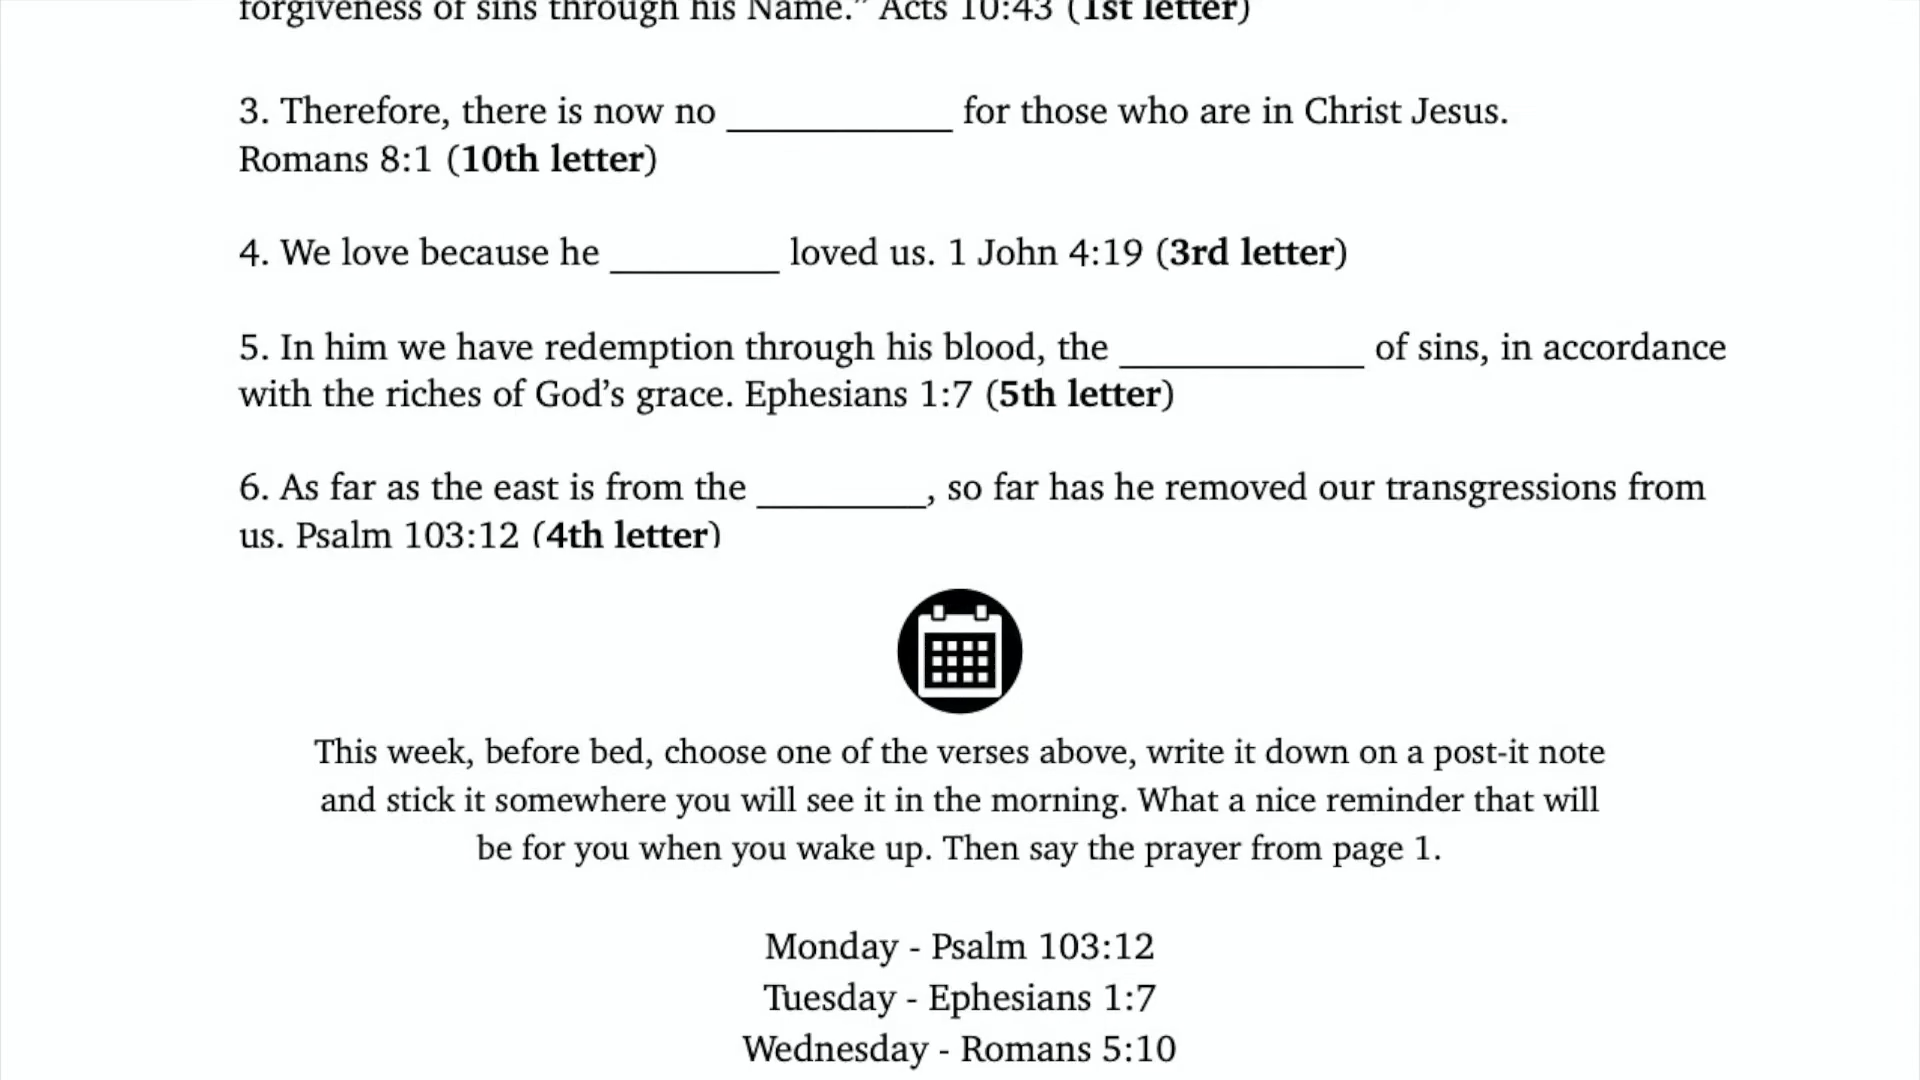 forgiveness of sins through his Name.” Acts 10:43 (1st letter)
3. Therefore, there is now no ____________ for those who are in Christ Jesus.
Romans 8:1 (10th letter)
4. We love because he _________ loved us. 1 John 4:19 (3rd letter)
5. In him we have redemption through his blood, the _____________ of sins, in accordance
with the riches of God’s grace. Ephesians 1:7 (5th letter)
6. As far as the east is from the _________, so far has he removed our transgressions from
us. Psalm 103:12 (4th letter)
This week, before bed, choose one of the verses above, write it down on a post-it note
and stick it somewhere you will see it in the morning. What a nice reminder that will
be for you when you wake up. Then say the prayer from page 1.
Monday - Psalm 103:12
Tuesday - Ephesians 1:7
Wednesday - Romans 5:10